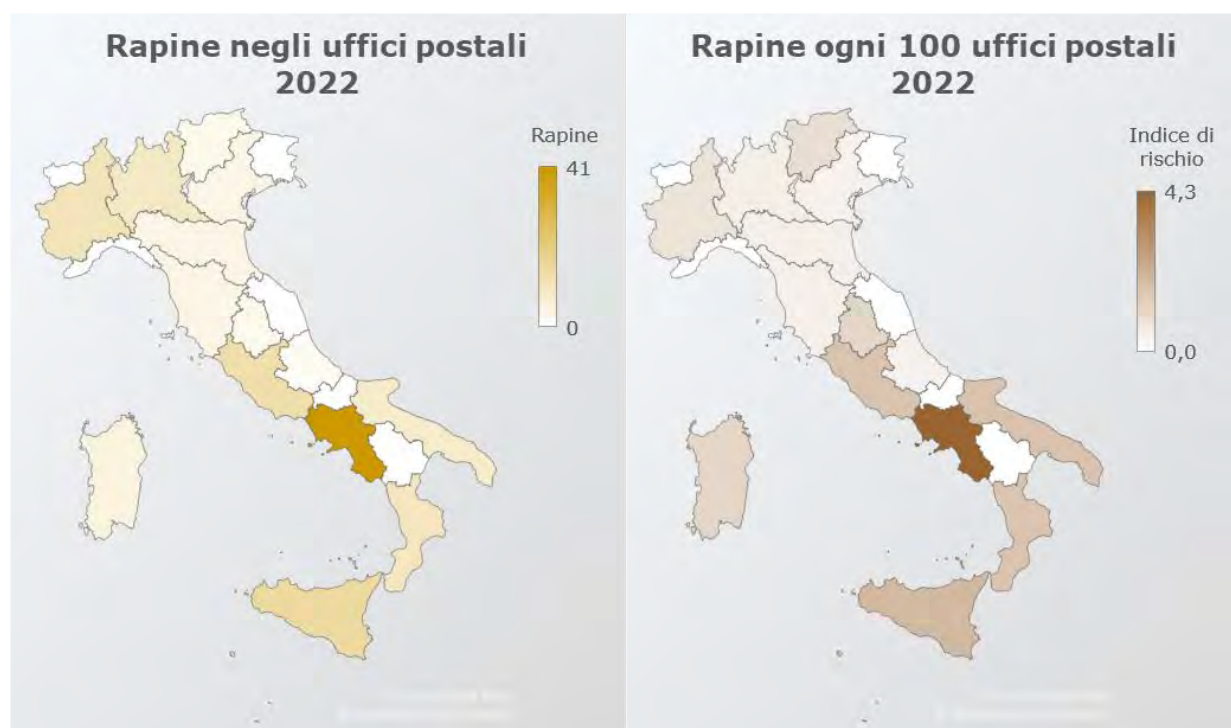 Rapine negli uffici postali
2022
Rapine
41
0
Rapine ogni 100 uffici postali
2022
Indice di
rischio
4,3
0,0